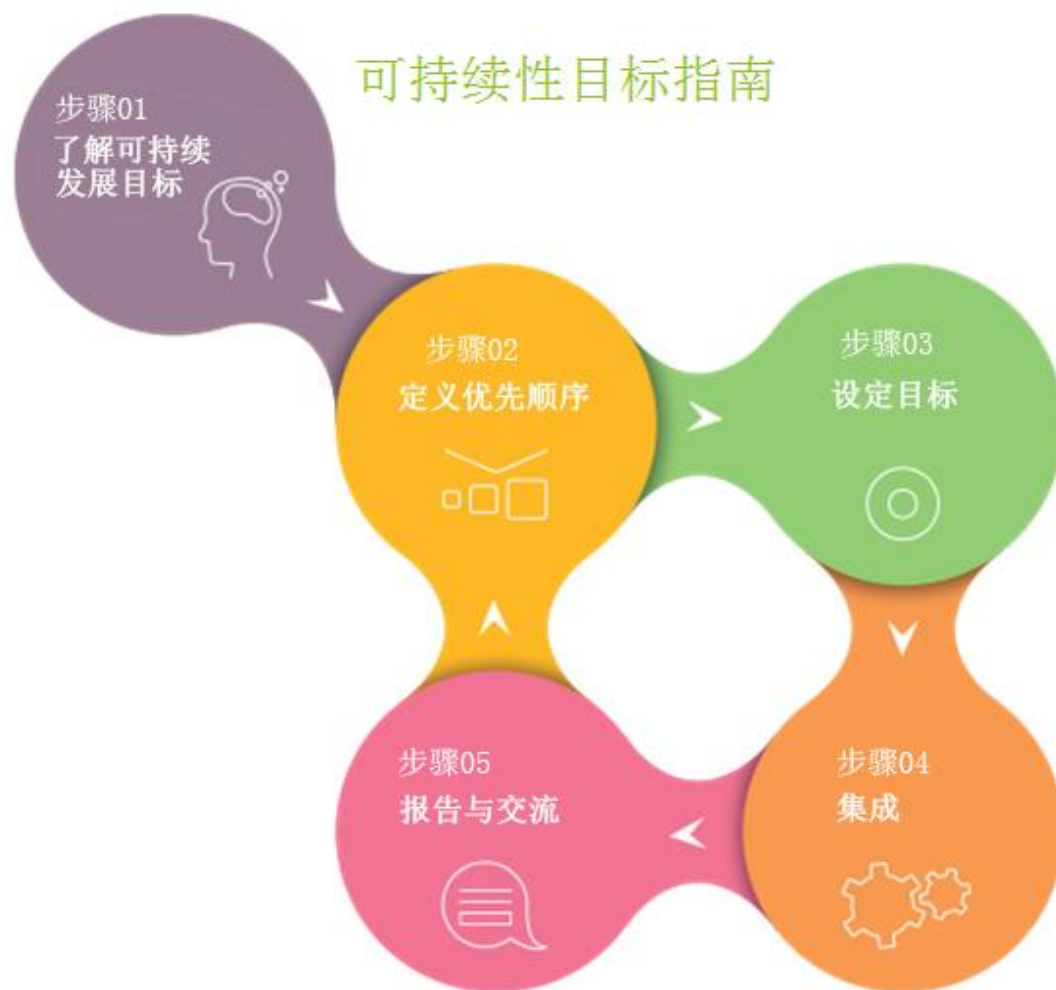 可持续性目标指南
步骤01
了解可持续
发展目标
步骤02
定义优先顺序
步骤03
设定目标
步骤04
集成
步骤05
报告与交流